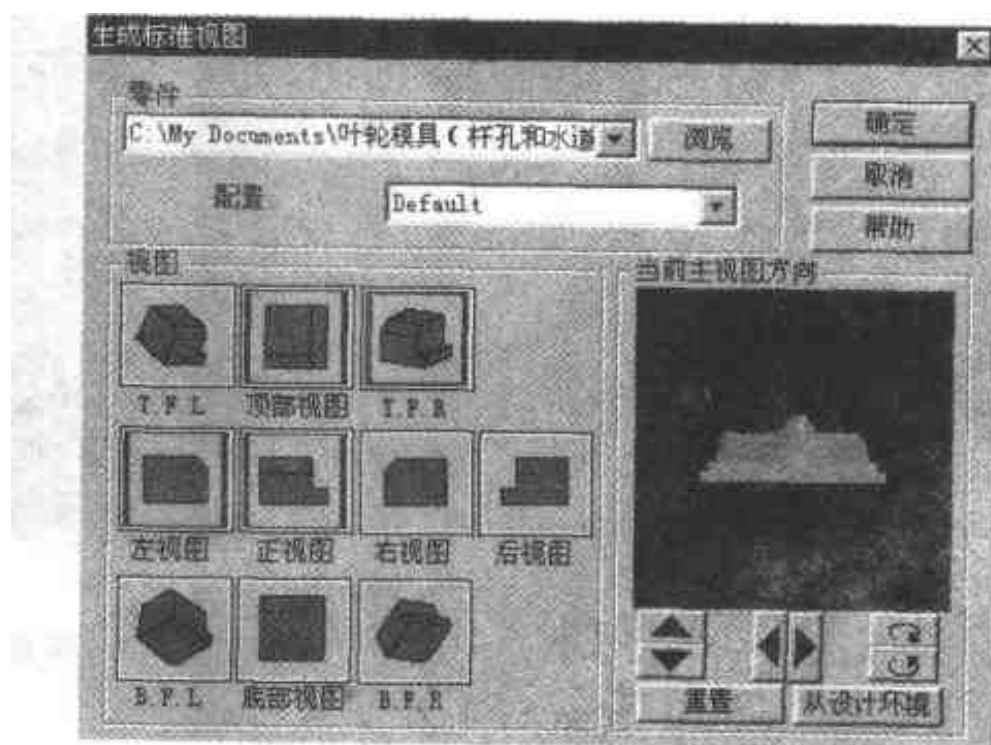 生成标准视图
零件
C:\My Documents\叶轮模具(杆孔和水道
浏览
确定
取消
帮助
配置
Default
视图
当前主视图方向
T.F.L 顶部视图 T.F.R
左视图 正视图 右视图 后视图
B.F.L 底部视图 B.F.R
重置 从设计环境